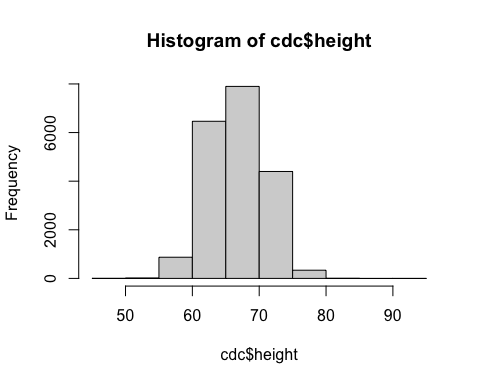 Histogram of cdc$height
Frequency
6000
2000
0
50 60 70 80 90
cdc$height